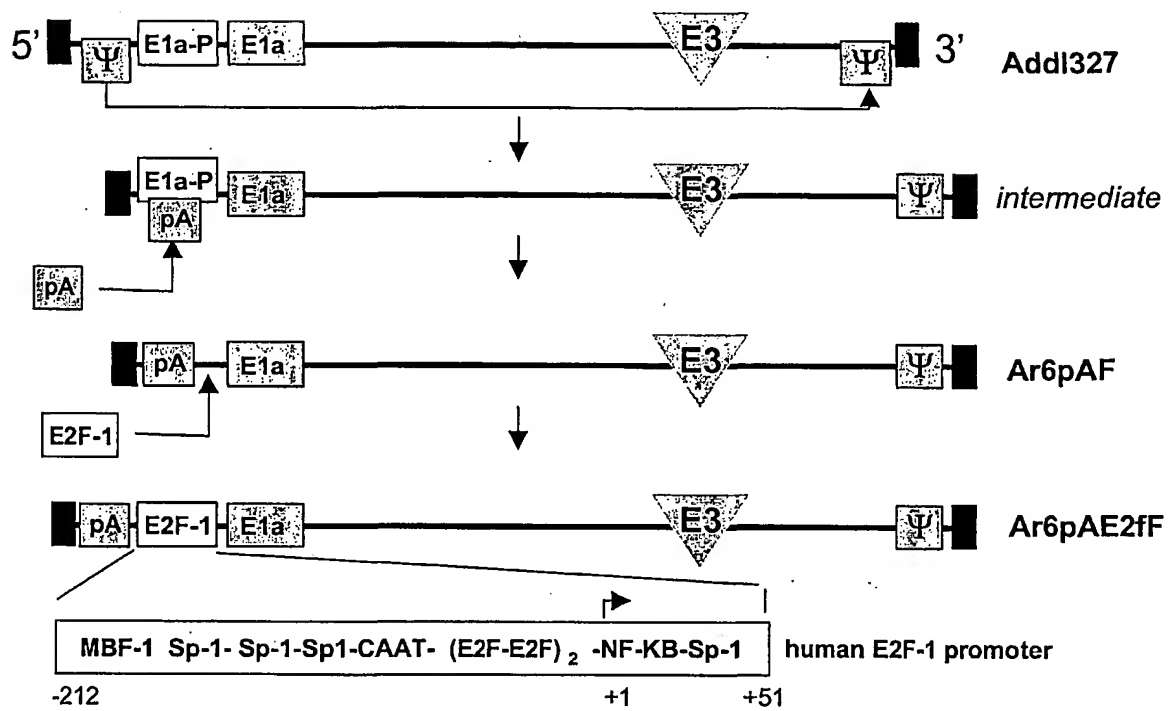 5' Ψ E1a-P E1a E3 Ψ 3' Addl327
E1a-P pA E1a E3 Ψ intermediate
pA
pA E1a E3 Ψ Ar6pAF
E2F-1
pA E2F-1 E1a E3 Ψ Ar6pAE2fF
MBF-1 Sp-1- Sp-1-Sp1-CAAT- (E2F-E2F) 2 -NF-KB-Sp-1 human E2F-1 promoter
-212 +1 +51